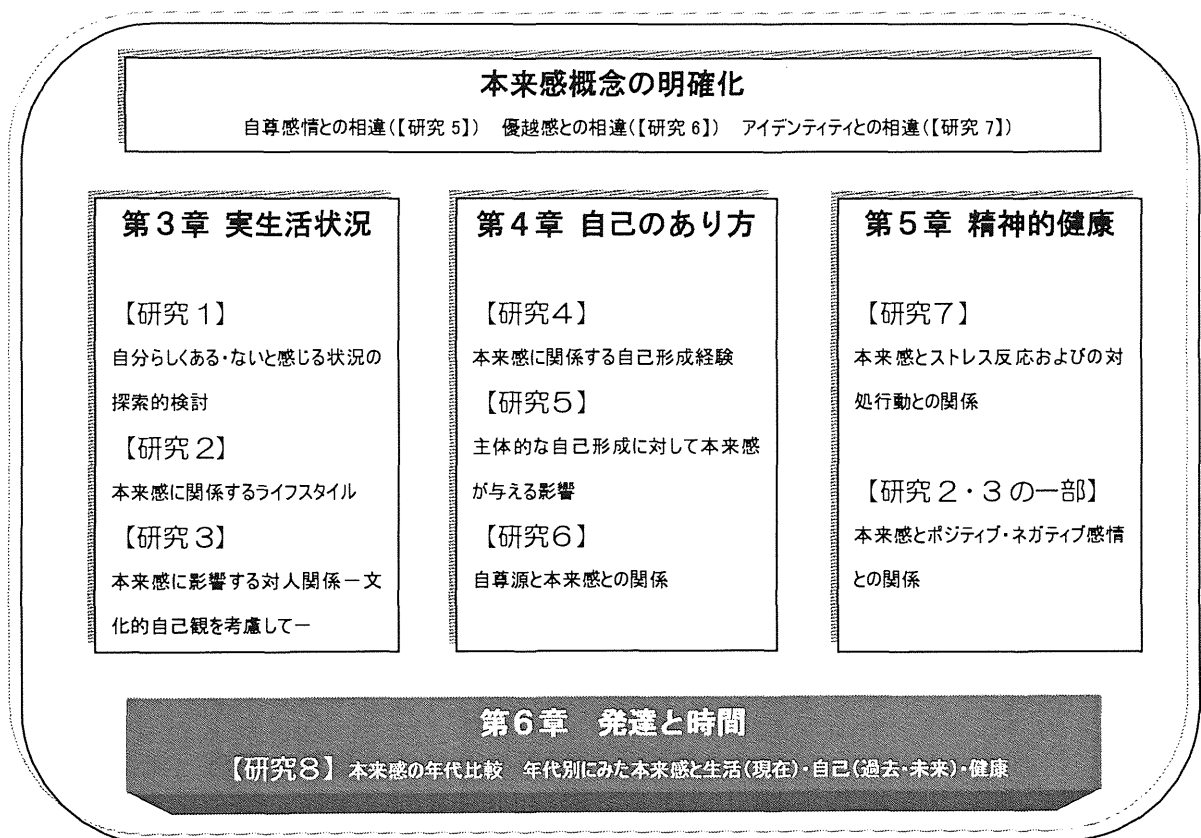 本来感概念の明確化
自尊感情との相違(【研究5】) 優越感との相違(【研究6】) アイデンティティとの相違(【研究7】)
第3章 実生活状況
【研究1】
自分らしくある・ないと感じる状況の
探索的検討
【研究2】
本来感に関係するライフスタイル
【研究3】
本来感に影響する対人関係－文
化的自己観を考慮して－
第4章 自己のあり方
【研究4】
本来感に関係する自己形成経験
【研究5】
主体的な自己形成に対して本来感
が与える影響
【研究6】
自尊源と本来感との関係
第5章 精神的健康
【研究7】
本来感とストレス反応およびの対
処行動との関係
【研究2・3の一部】
本来感とポジティブ・ネガティブ感情
との関係
第6章 発達と時間
【研究8】本来感の年代比較 年代別にみた本来感と生活(現在)・自己(過去・未来)・健康